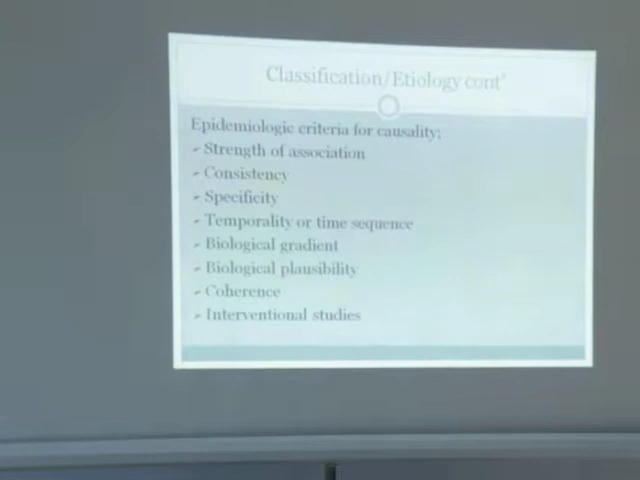 Classification/Etiology cont'
Epidemiologic criteria for causality;
Strength of association
Consistency
Specificity
Temporality or time sequence
Biological gradient
Biological plausibility
Coherence
Interventional studies